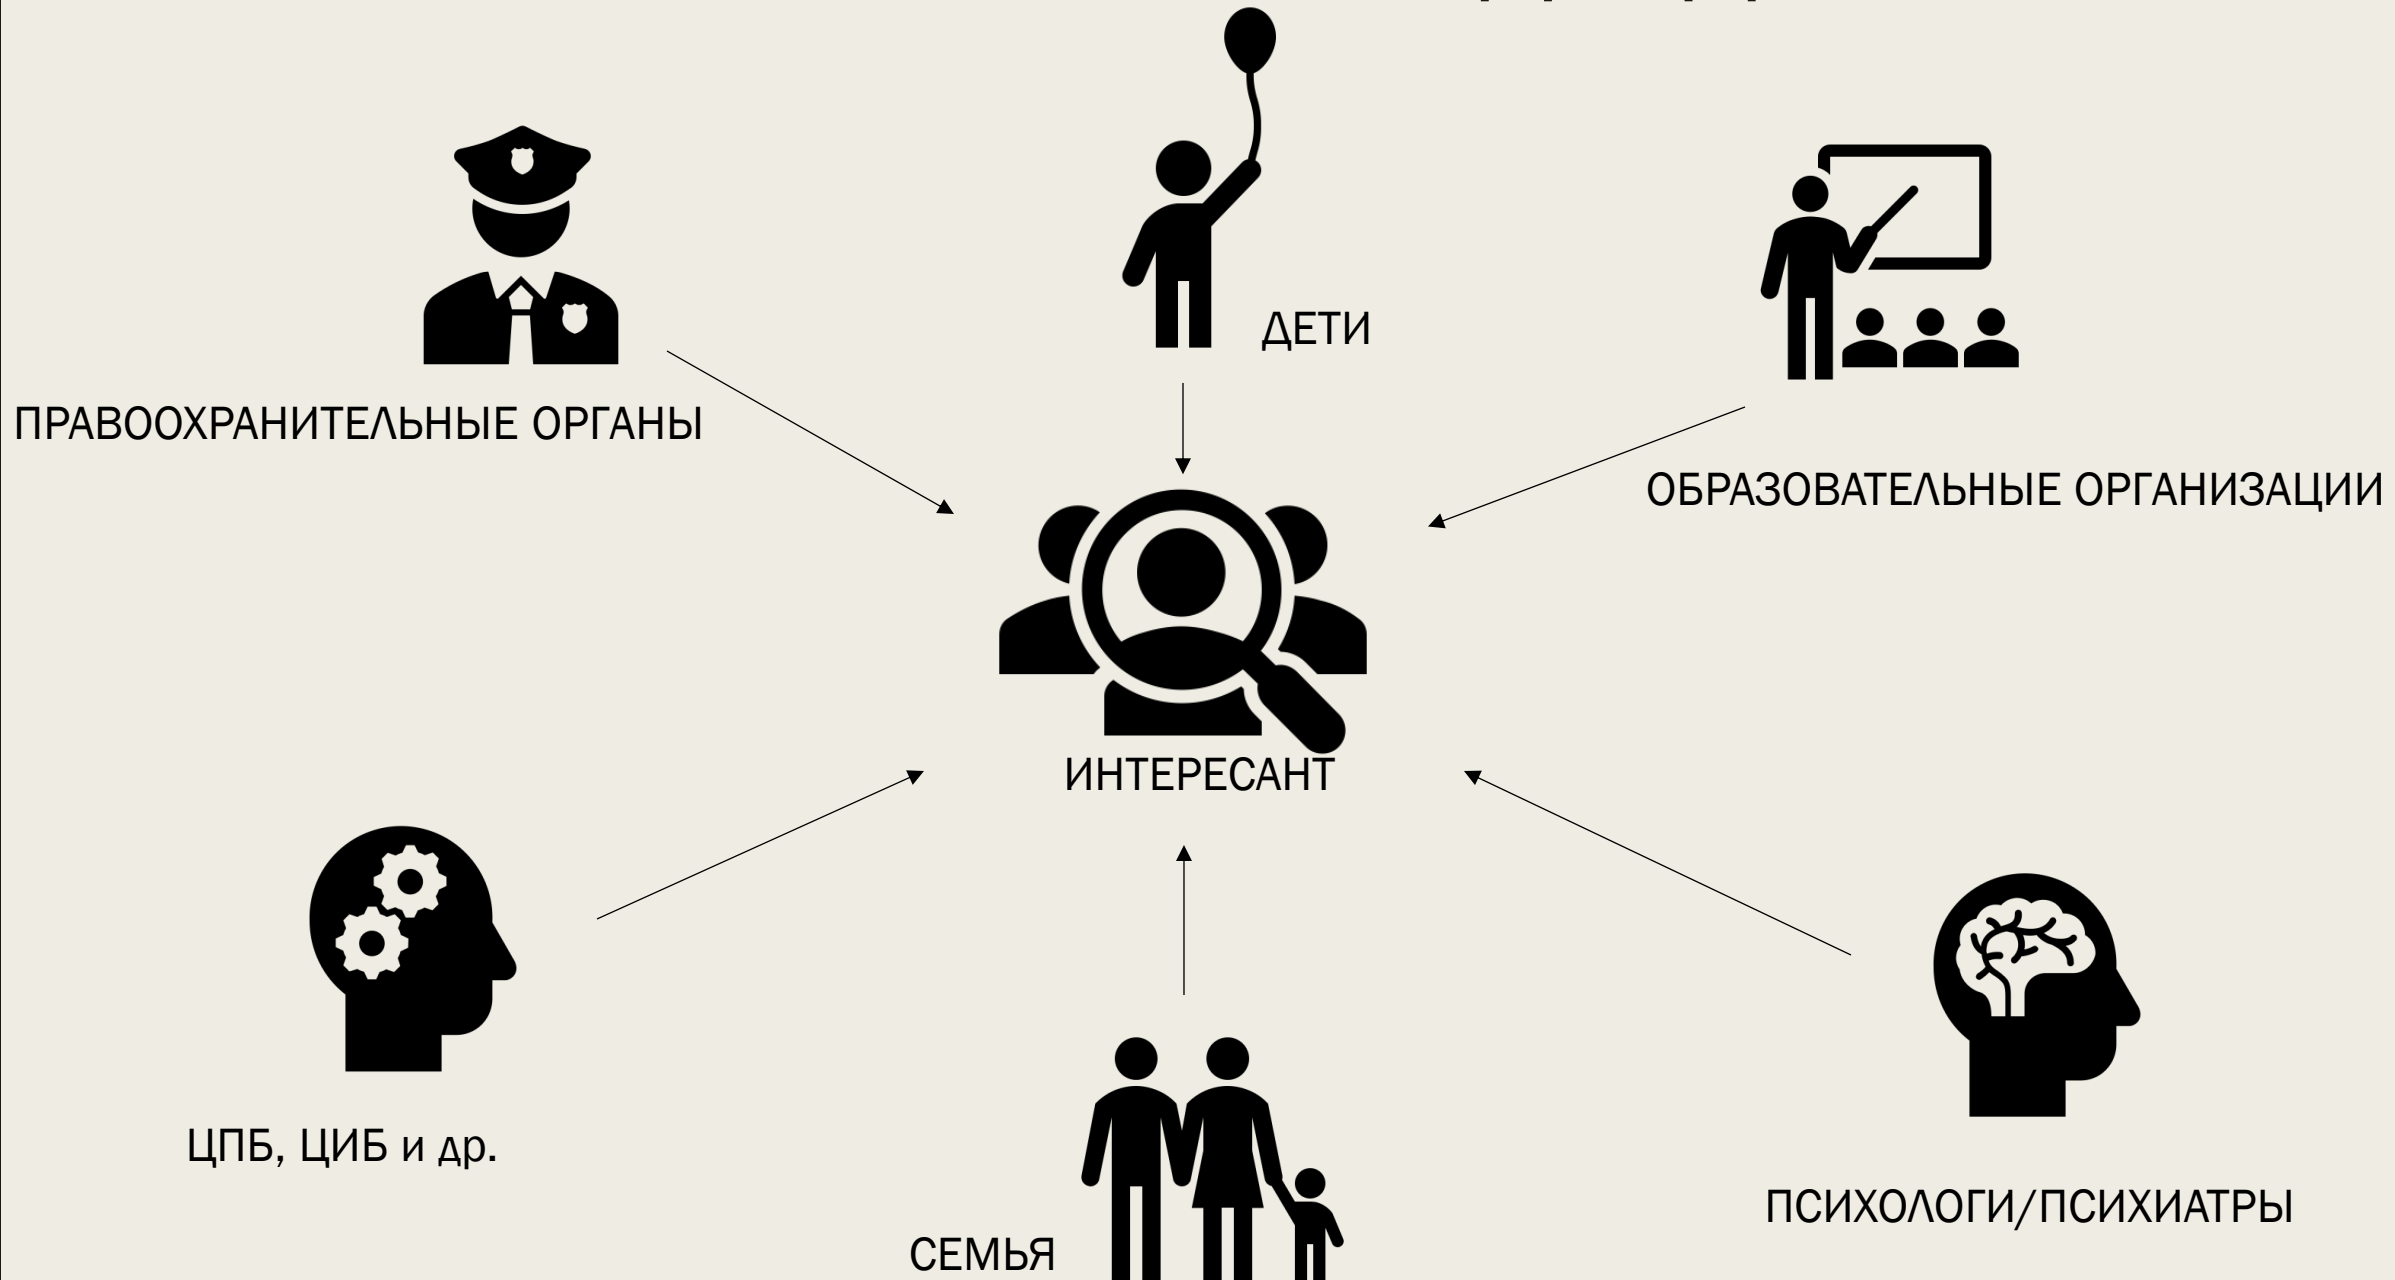 ДЕТИ
ПРАВООХРАНИТЕЛЬНЫЕ ОРГАНЫ
ОБРАЗОВАТЕЛЬНЫЕ ОРГАНИЗАЦИИ
ИНТЕРЕСАНТ
ЦПБ, ЦИБ и др.
ПСИХОЛОГИ/ПСИХИАТРЫ
СЕМЬЯ